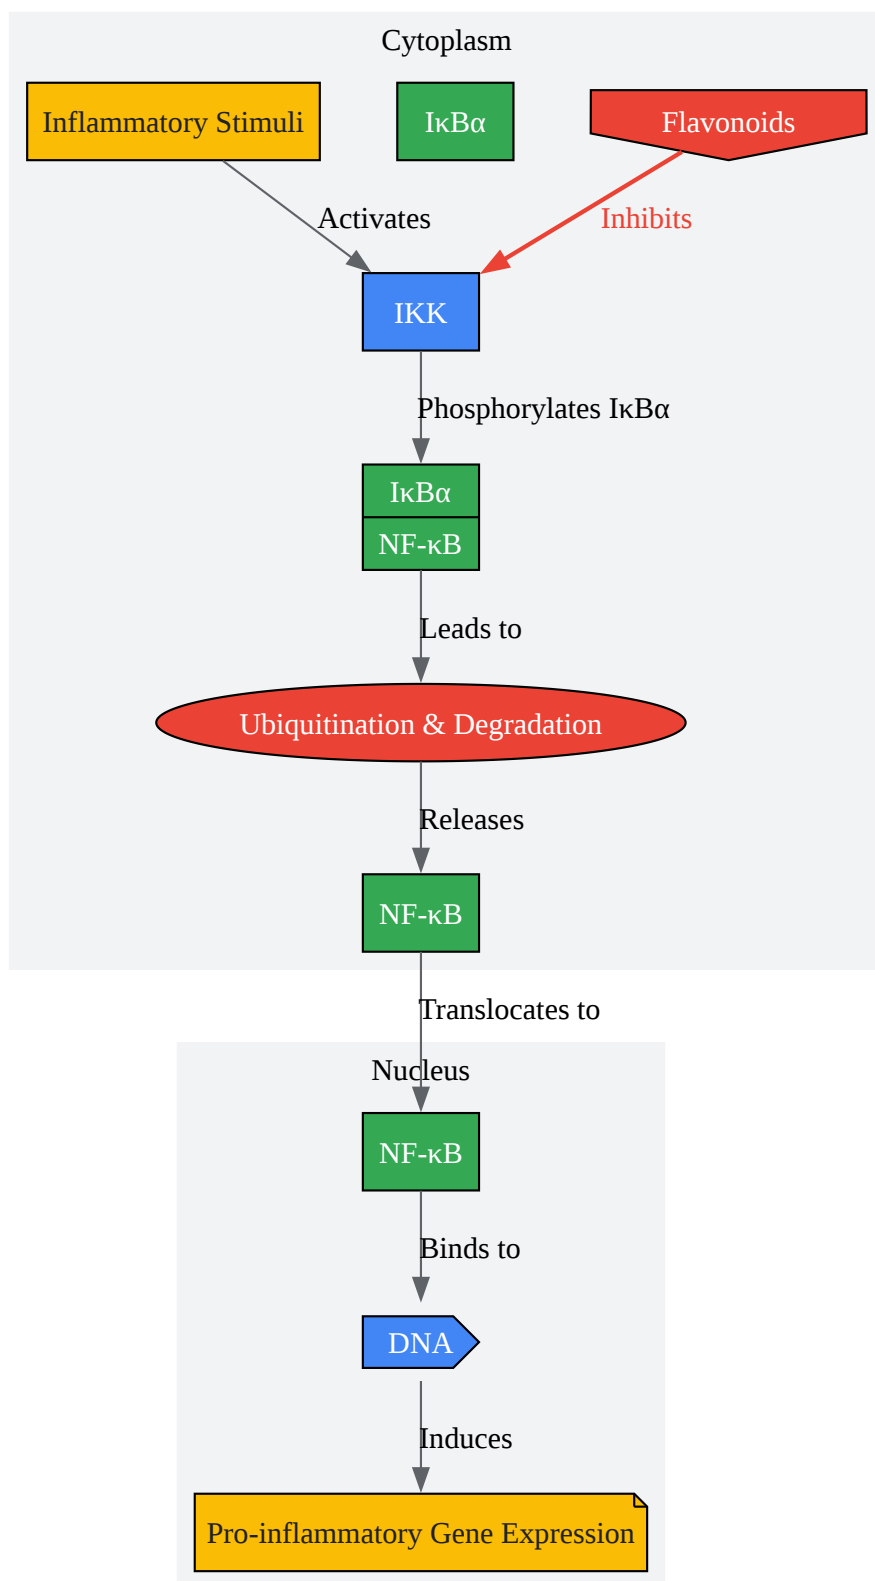 Cytoplasm
Inflammatory Stimuli
IκBα
Flavonoids
Activates
Inhibits
IKK
Phosphorylates IκBα
IκBα
NF-κB
Leads to
Ubiquitination & Degradation
Releases
NF-κB
Translocates to
Nucleus
NF-κB
Binds to
DNA
Induces
Pro-inflammatory Gene Expression